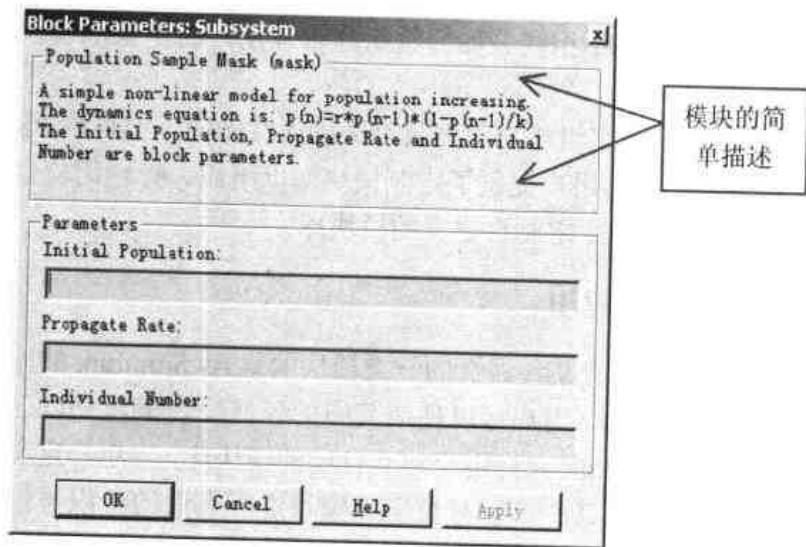 Block Parameters: Subsystem
Population Sample Mask (mask)
A simple non-linear model for population increasing.
The dynamics equation is: p(n)=r*p(n-1)*(1-p(n-1)/k)
The Initial Population, Propagate Rate and Individual
Number are block parameters.
模块的简
单描述
Parameters
Initial Population:
Propagate Rate:
Individual Number:
OK
Cancel
Help
Apply